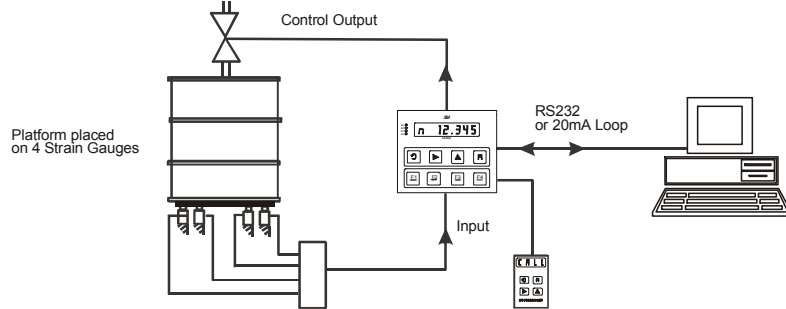 Control Output
Platform placed
on 4 Strain Gauges
n 12.345
RS232
or 20mA Loop
Input
CALL